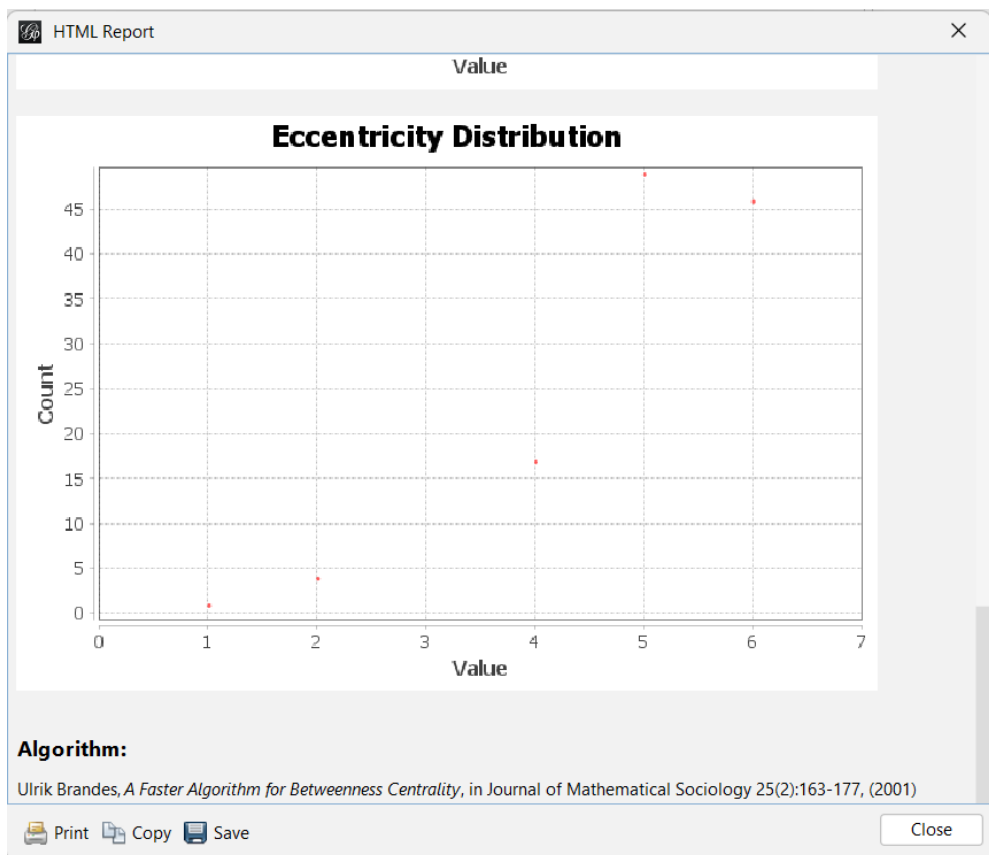 HTML Report
Value
Eccentricity Distribution
45
40
35
30
25
20
15
10
5
0
Count
0 1 2 3 4 5 6 7
Value
Algorithm:
Ulrik Brandes, A Faster Algorithm for Betweenness Centrality, in Journal of Mathematical Sociology 25(2):163-177, (2001)
Print Copy Save Close